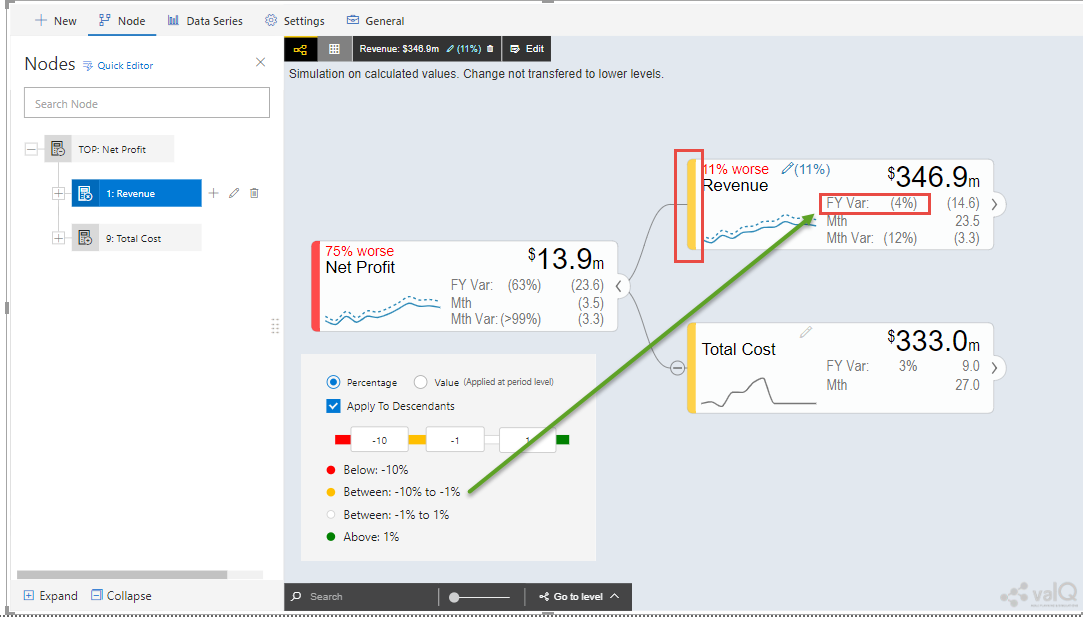 New
Node
Data Series
Settings
General
Nodes
Quick Editor
Search Node
TOP: Net Profit
1: Revenue
9: Total Cost
Expand
Collapse
Revenue: $346.9m (11%)
Edit
Simulation on calculated values. Change not transfered to lower levels.
75% worse
Net Profit
$13.9m
FY Var: (63%) (23.6)
Mth (3.5)
Mth Var: (>99%) (3.3)
11% worse (11%)
Revenue
$346.9m
FY Var: (4%) (14.6)
Mth 23.5
Mth Var: (12%) (3.3)
Total Cost
$333.0m
FY Var: 3% 9.0
Mth 27.0
Percentage
Value (Applied at period level)
Apply To Descendants
-10
-1
1
Below: -10%
Between: -10% to -1%
Between: -1% to 1%
Above: 1%
Search
Go to level
valQ